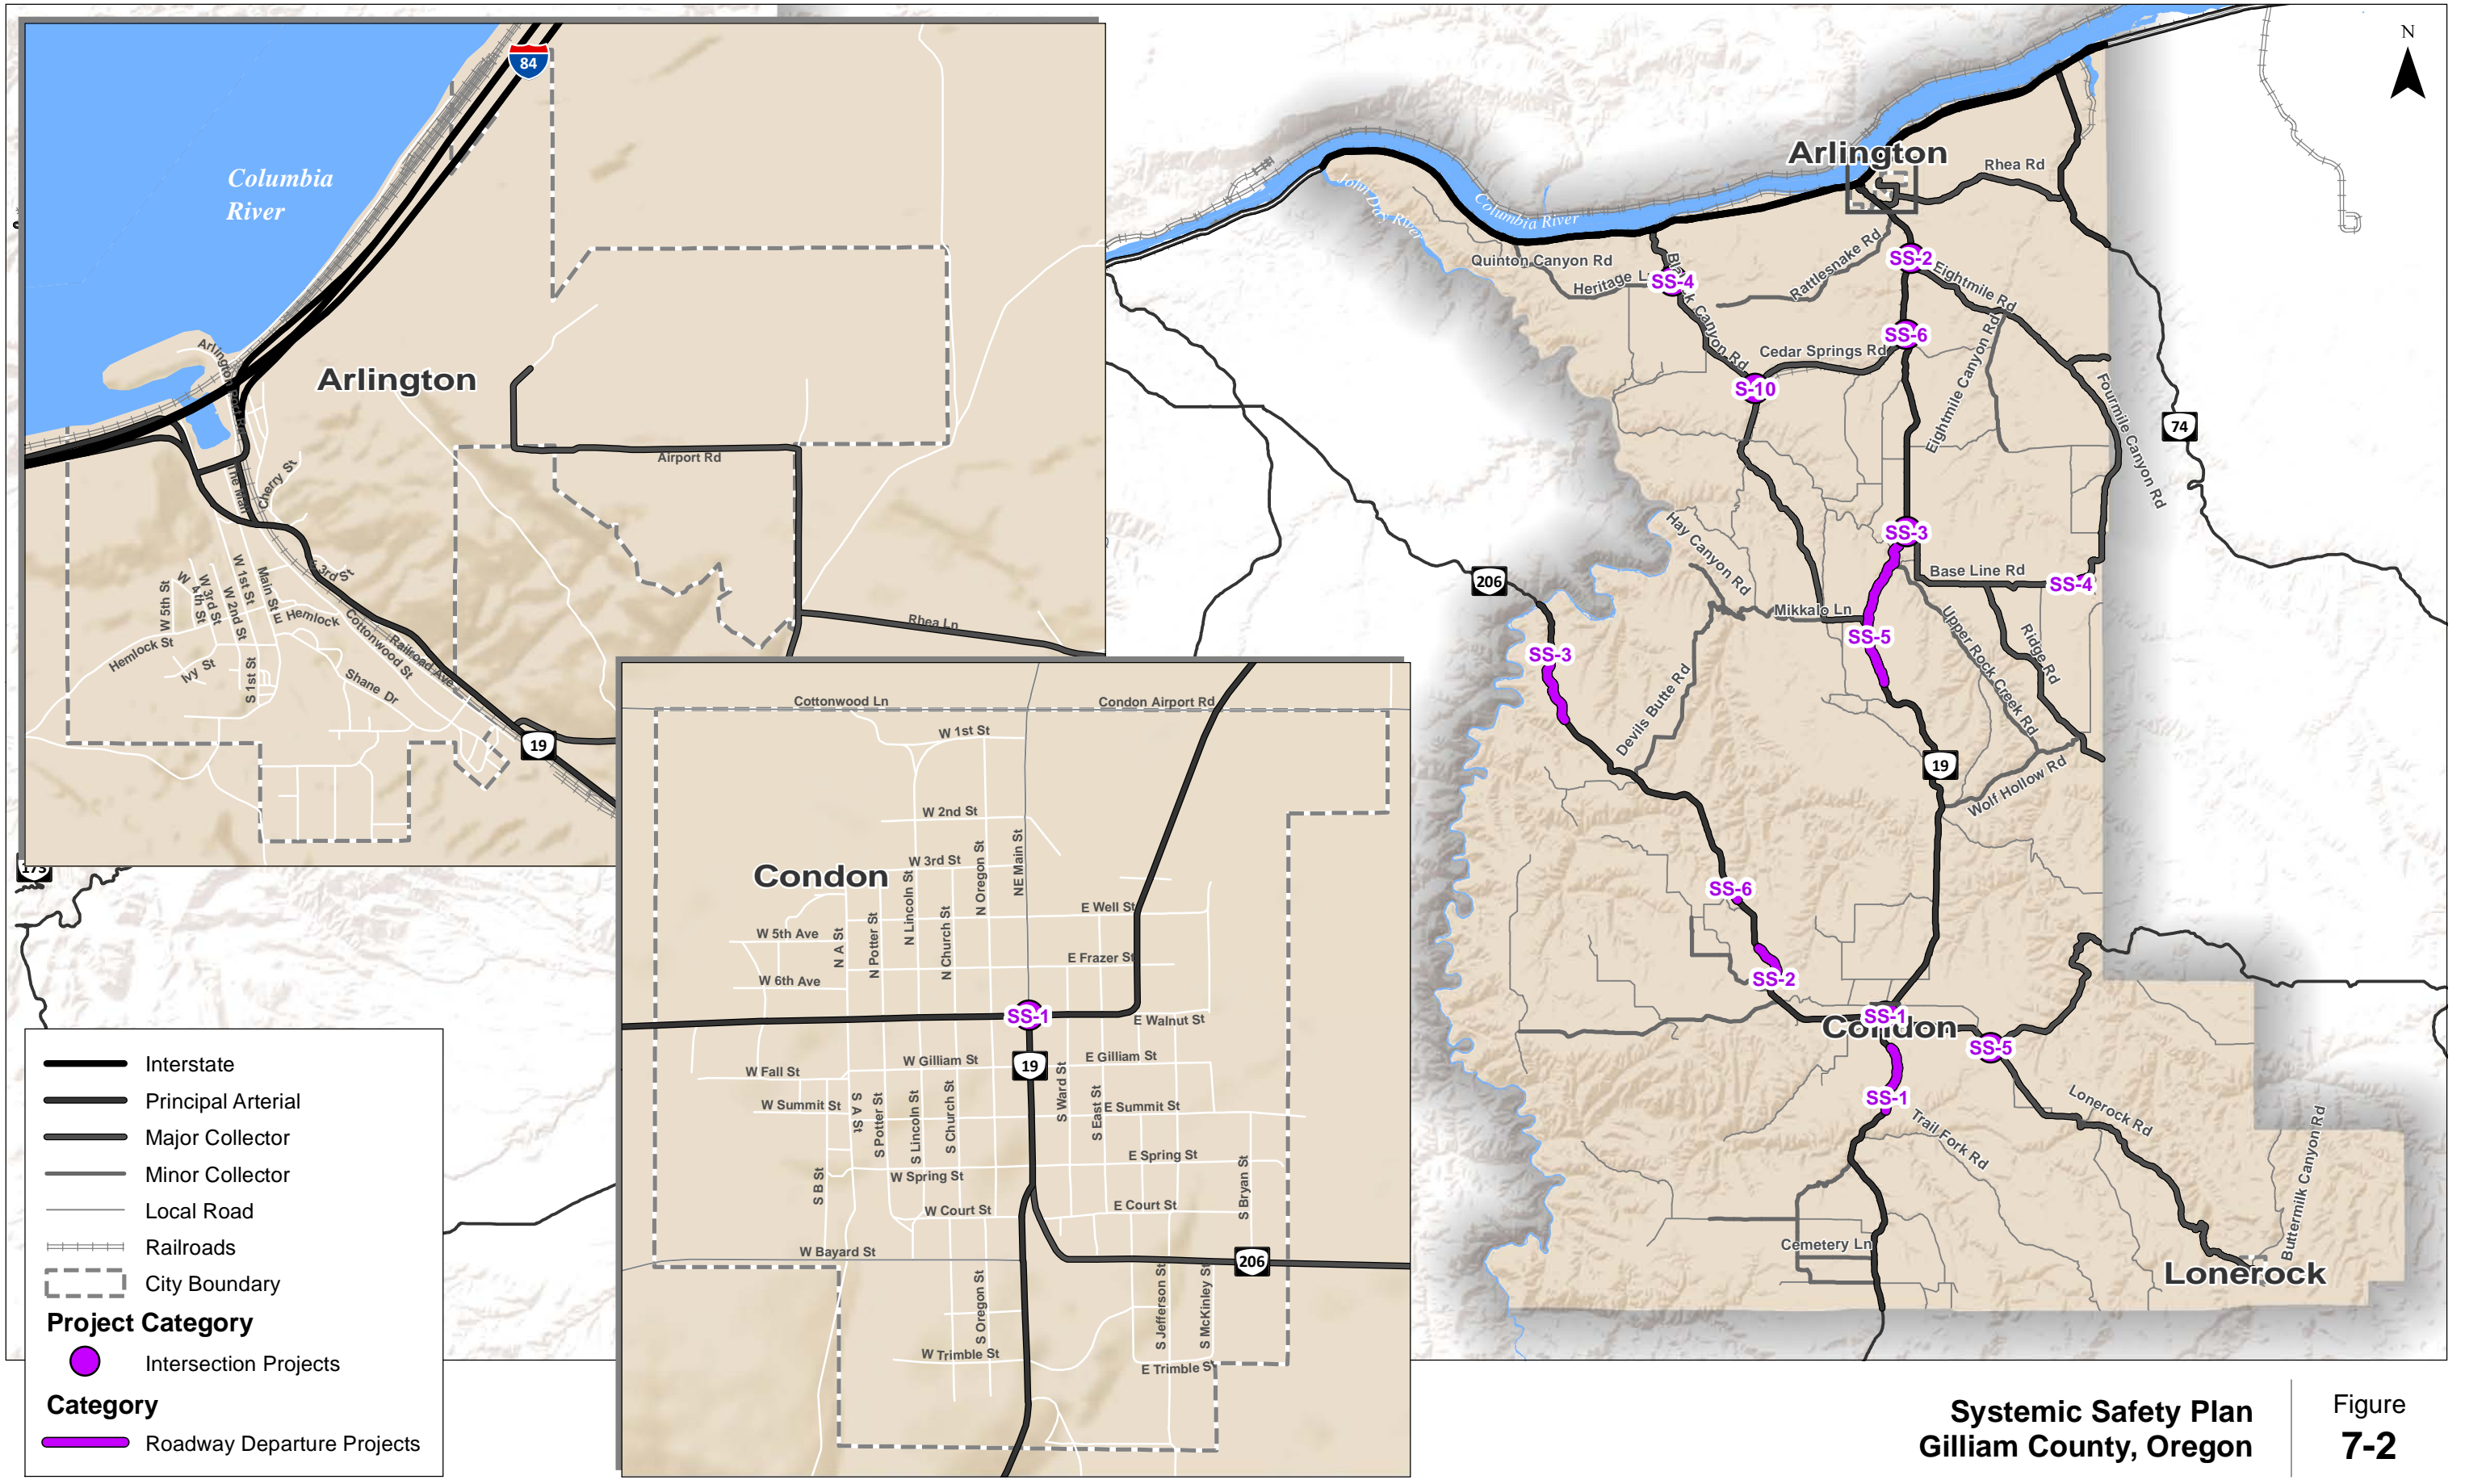 N
84
Columbia
River
Arlington
Cherry St
Airport Rd
Rhea Ln
E Hemlock
W 5th St
W 4th St
W 3rd St
W 2nd St
W 1st St
Main St
Hemlock St
Ivy St
S 1st St
Cottonwood St
Railroad Ave
Shane Dr
19
Cottonwood Ln
Condon Airport Rd
W 1st St
W 2nd St
W 3rd St
Condon
NE Main St
N Oregon St
N Lincoln St
N Church St
N Potter St
N A St
E Well St
W 5th Ave
E Frazer St
W 6th Ave
SS-1
E Walnut St
W Gilliam St
E Gilliam St
19
W Fall St
W Summit St
E Summit St
S A St
S Potter St
S Lincoln St
S Church St
S Ward St
S East St
E Spring St
W Spring St
S B St
S Bryan St
W Court St
E Court St
W Bayard St
206
S Oregon St
S Jefferson St
S McKinley St
W Trimble St
E Trimble St
Arlington
Rhea Rd
John Day River
Columbia River
Quinton Canyon Rd
Heritage Ln
SS-4
Canyon Rd
Rattlesnake Rd
SS-2
Eightmile Rd
SS-6
Cedar Springs Rd
S-10
Eightmile Canyon Rd
Fourmile Canyon Rd
74
SS-3
Base Line Rd
SS-4
Hay Canyon Rd
206
Mikkalo Ln
SS-5
SS-3
Devils Butte Rd
Upper Rock Creek Rd
Ridge Rd
19
Wolf Hollow Rd
SS-6
SS-2
SS-1
Condon
SS-5
SS-1
Trail Fork Rd
Lonerock Rd
Buttermilk Canyon Rd
Cemetery Ln
Lonerock
Interstate
Principal Arterial
Major Collector
Minor Collector
Local Road
Railroads
City Boundary
Project Category
Intersection Projects
Category
Roadway Departure Projects
Systemic Safety Plan
Gilliam County, Oregon
Figure
7-2